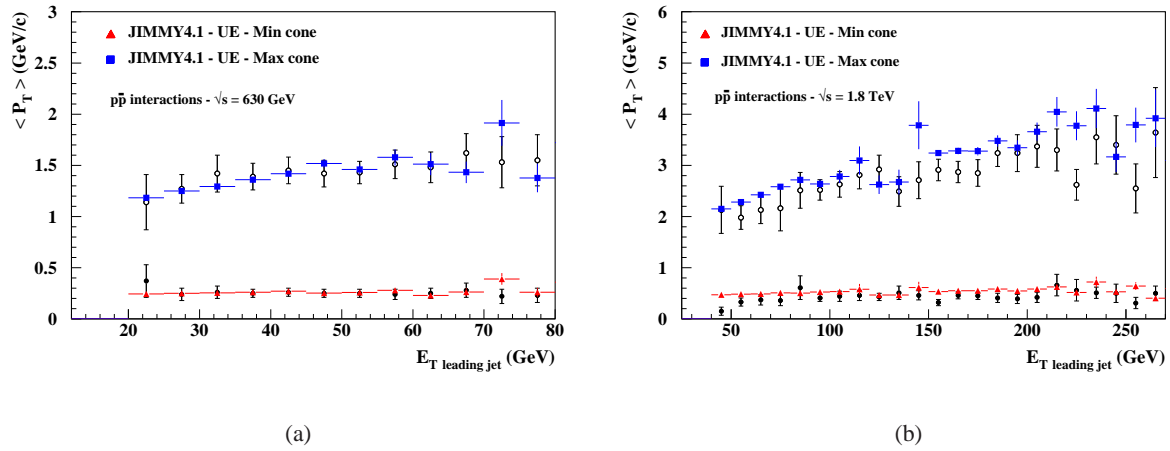 < P_T > (GeV/c)
3
2.5
2
1.5
1
0.5
0
JIMMY4.1 - UE - Min cone
JIMMY4.1 - UE - Max cone
pp̄ interactions - √s = 630 GeV
20 30 40 50 60 70 80
E_T leading jet (GeV)
(a)
< P_T > (GeV/c)
6
5
4
3
2
1
0
JIMMY4.1 - UE - Min cone
JIMMY4.1 - UE - Max cone
pp̄ interactions - √s = 1.8 TeV
50 100 150 200 250
E_T leading jet (GeV)
(b)